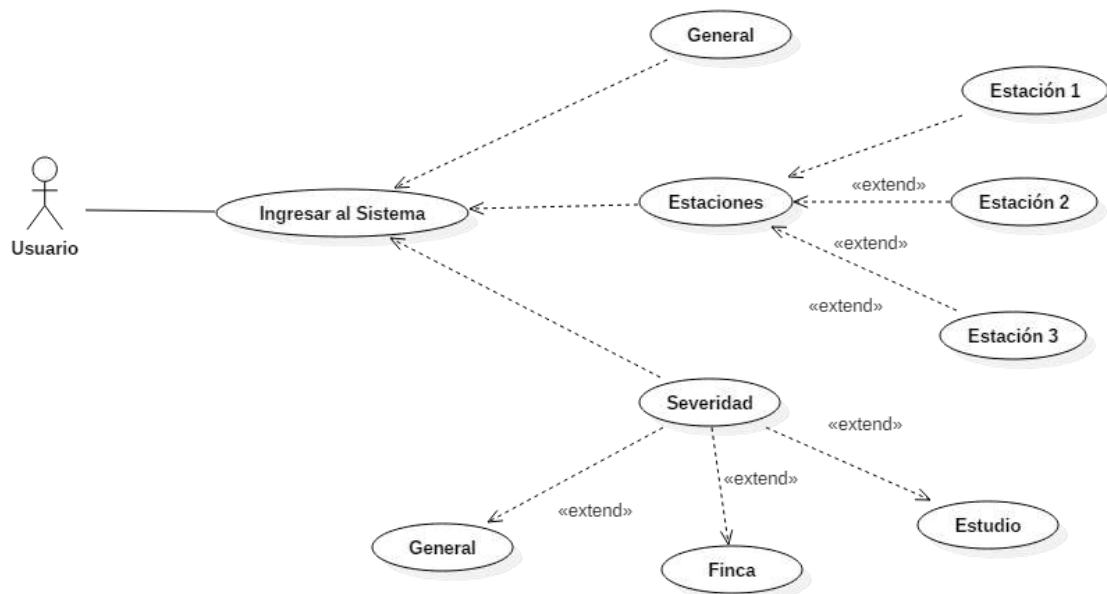 General
Estación 1
Ingresar al Sistema
Estaciones
«extend»
Estación 2
Usuario
«extend»
«extend»
Estación 3
Severidad
«extend»
«extend»
«extend»
Estudio
General
Finca